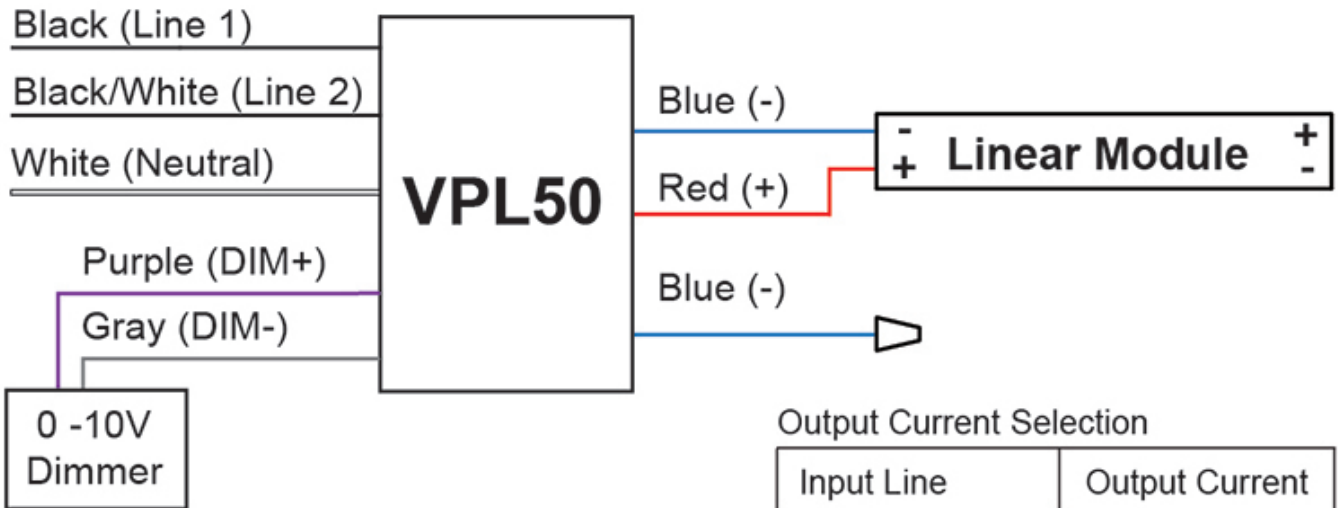 Black (Line 1)
Black/White (Line 2)
White (Neutral)
Purple (DIM+)
Gray (DIM-)
0 -10V
Dimmer
VPL50
Blue (-)
Red (+)
Blue (-)
- Linear Module +
+ -
Output Current Selection
Input Line Output Current